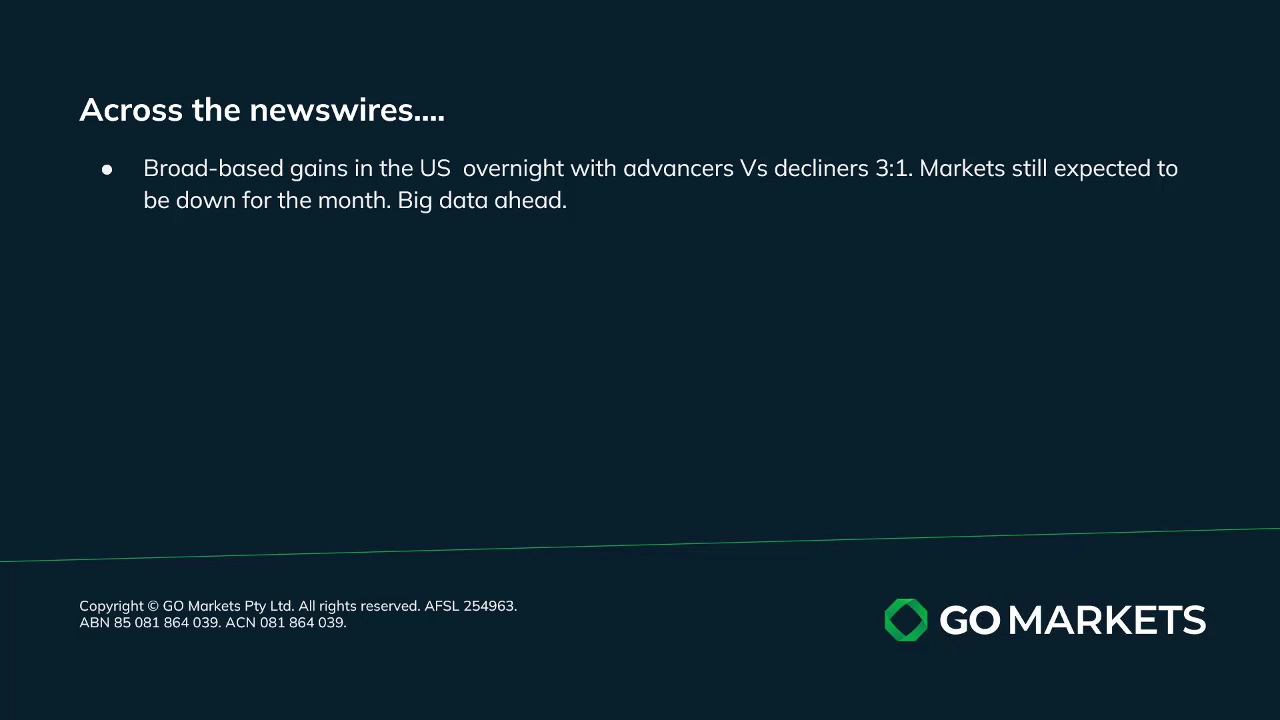 Across the newswires....
● Broad-based gains in the US  overnight with advancers Vs decliners 3:1. Markets still expected to
be down for the month. Big data ahead.
Copyright © GO Markets Pty Ltd. All rights reserved. AFSL 254963.
ABN 85 081 864 039. ACN 081 864 039.
GO MARKETS